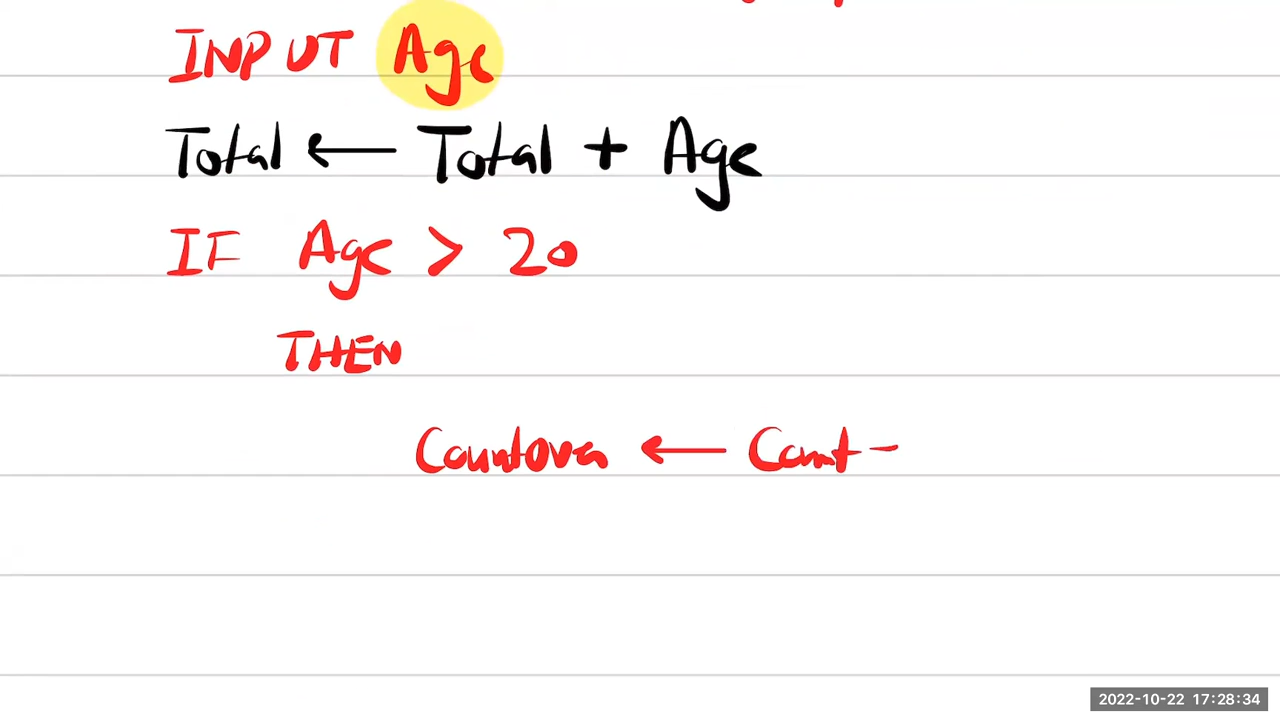 INPUT Age
Total ← Total + Age
IF Age > 20
THEN
CountOver ← Count -
2022-10-22 17:28:34